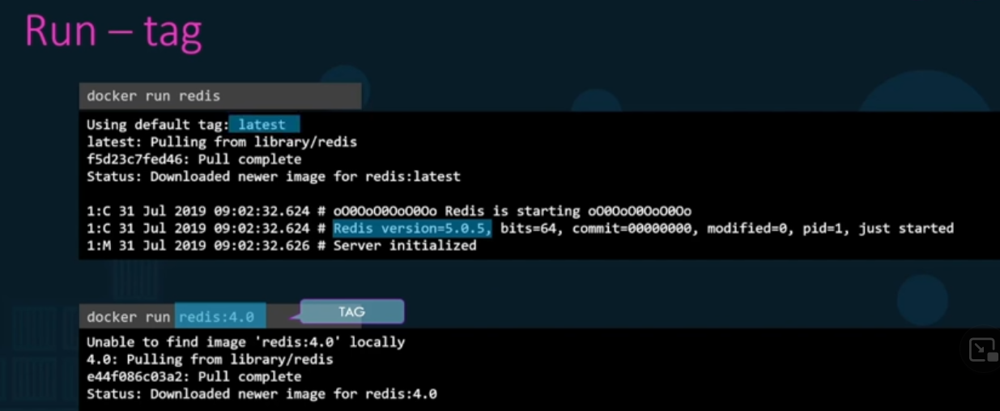 Run – tag
docker run redis
Using default tag: latest
latest: Pulling from library/redis
f5d23c7fed46: Pull complete
Status: Downloaded newer image for redis:latest
1:C 31 Jul 2019 09:02:32.624 # oO0OoO0OoO0Oo Redis is starting oO0OoO0OoO0Oo
1:C 31 Jul 2019 09:02:32.624 # Redis version=5.0.5, bits=64, commit=00000000, modified=0, pid=1, just started
1:M 31 Jul 2019 09:02:32.626 # Server initialized
docker run redis:4.0
TAG
Unable to find image 'redis:4.0' locally
4.0: Pulling from library/redis
e44f086c03a2: Pull complete
Status: Downloaded newer image for redis:4.0